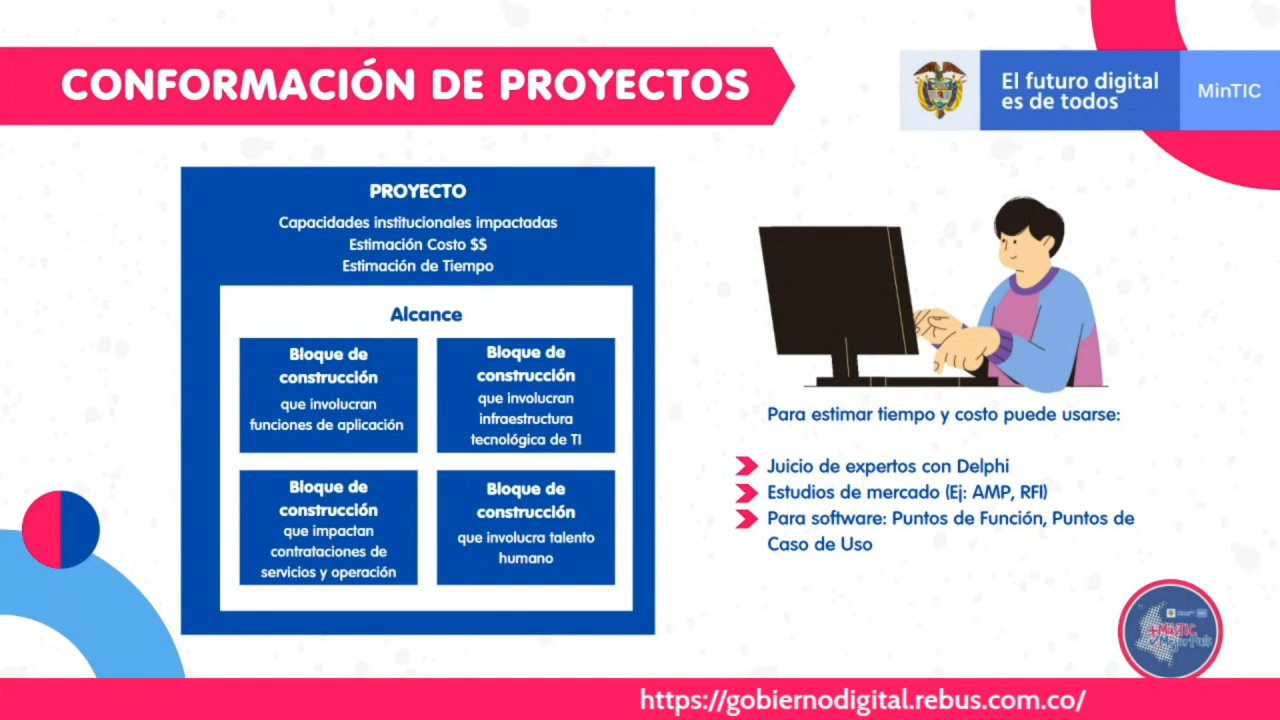 CONFORMACIÓN DE PROYECTOS
El futuro digital
es de todos
MinTIC
PROYECTO
Capacidades institucionales impactadas
Estimación Costo $$
Estimación de Tiempo
Alcance
Bloque de
construcción
que involucran
funciones de aplicación
Bloque de
construcción
que involucran
infraestructura
tecnológica de TI
Bloque de
construcción
que impactan
contrataciones de
servicios y operación
Bloque de
construcción
que involucra talento
humano
Para estimar tiempo y costo puede usarse:
Juicio de expertos con Delphi
Estudios de mercado (Ej: AMP, RFI)
Para software: Puntos de Función, Puntos de
Caso de Uso
+MinTIC
+MejorPaís
https://gobiernodigital.rebus.com.co/